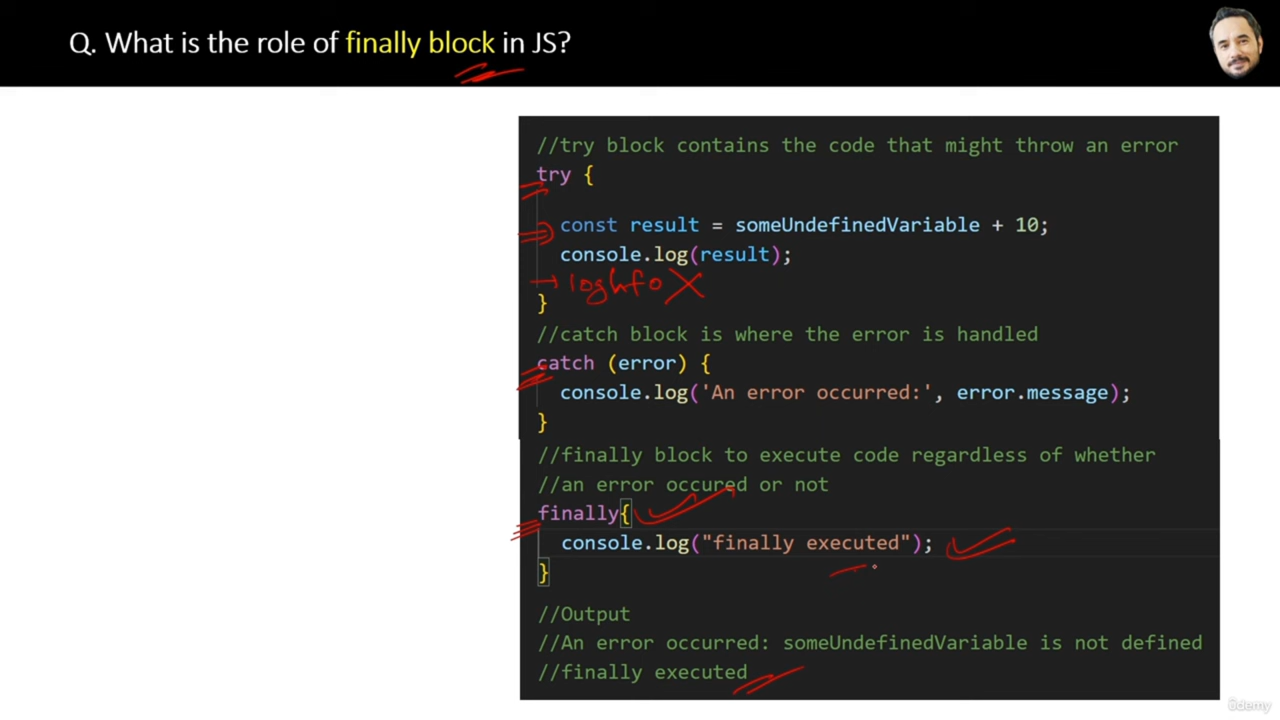 Q. What is the role of finally block in JS?
//try block contains the code that might throw an error
try {
const result = someUndefinedVariable + 10;
console.log(result);
logInfo
}
//catch block is where the error is handled
catch (error) {
console.log('An error occurred:', error.message);
}
//finally block to execute code regardless of whether
//an error occured or not
finally{
console.log("finally executed");
}
//Output
//An error occurred: someUndefinedVariable is not defined
//finally executed
ûdemy